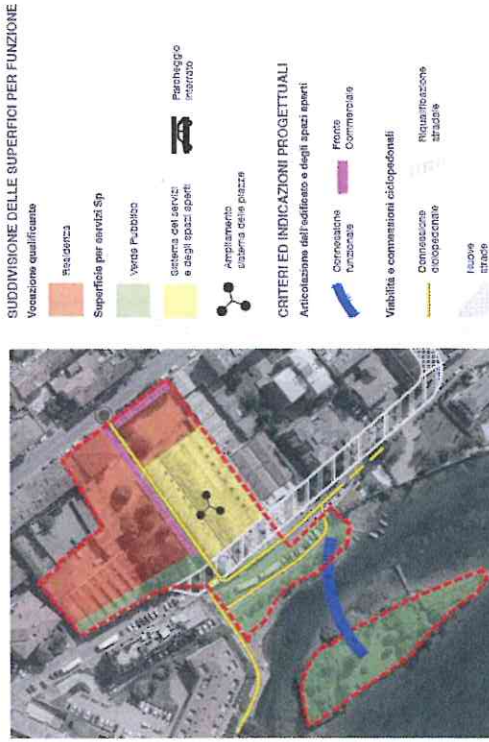 SUDDIVISIONE DELLE SUPERFICI PER FUNZIONE
Vocazione qualificante
Residenza
Superficie per servizi Sp
Verde Pubblico
Sistema dei servizi
e degli spazi aperti
Parcheggio
interrato
Ampliamento
sistema delle piazze
CRITERI ED INDICAZIONI PROGETTUALI
Articolazione dell'edificato e degli spazi aperti
Connessione
funzionale
Fronte
Commerciale
Viabilità e connessioni ciclopedonali
Connessione
ciclopedonale
Riqualificazione
stradale
Nuove
strade